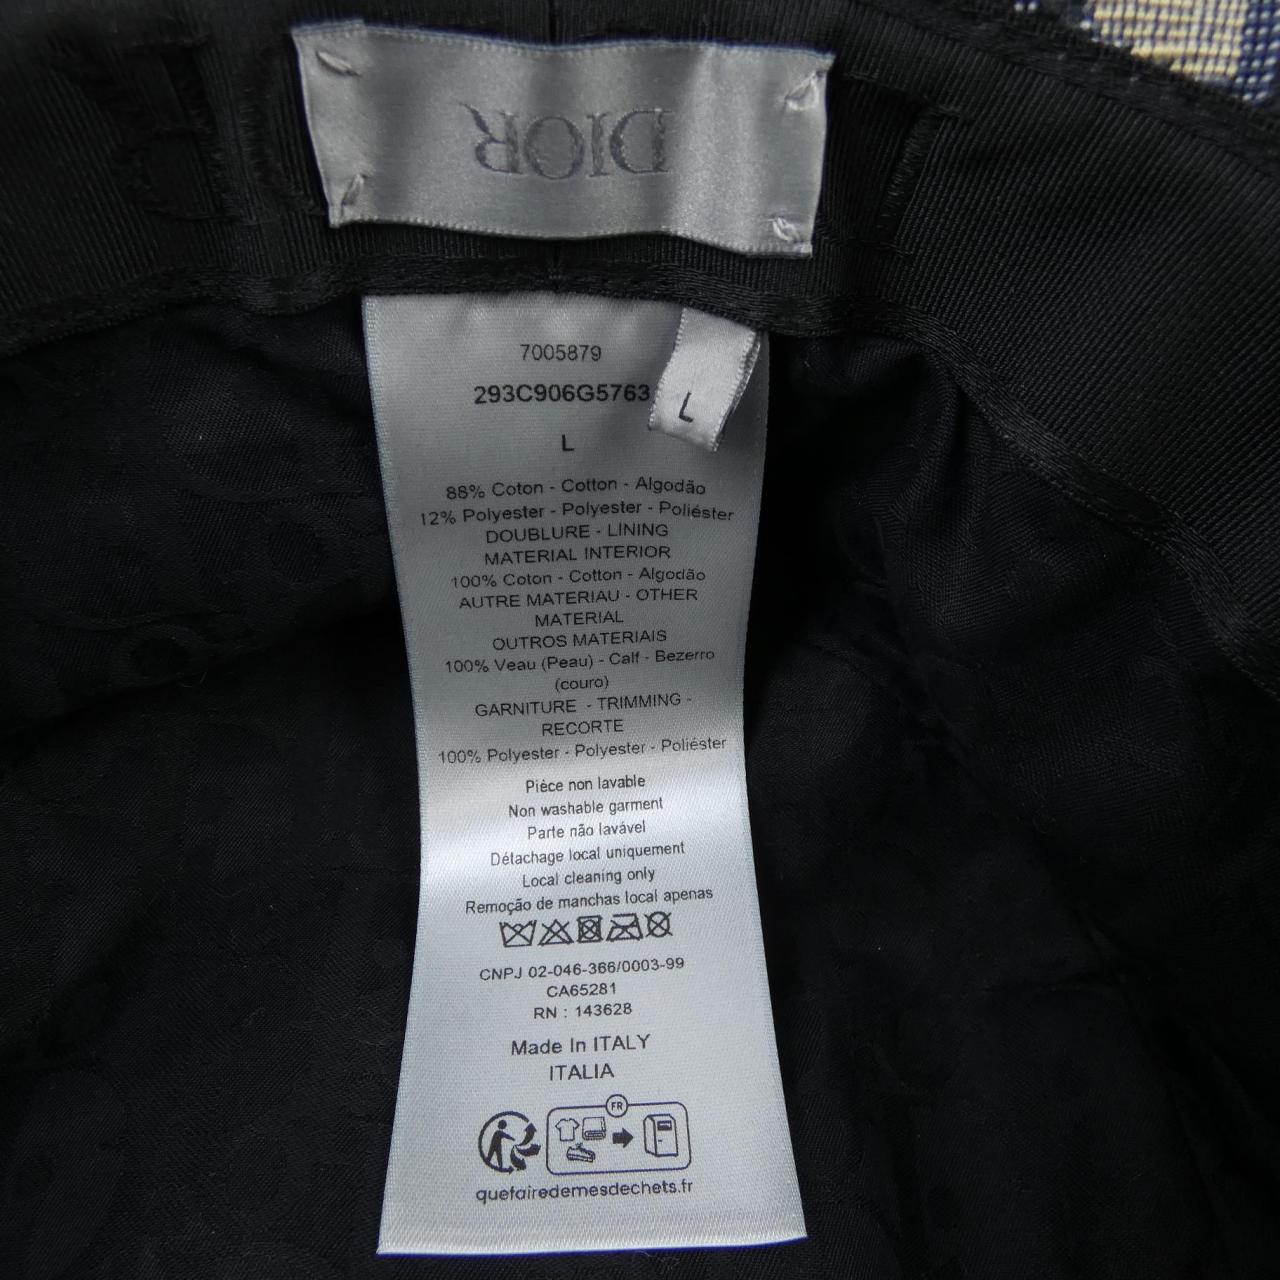 DIOR
7005879
293C906G5763
L
L
88% Coton - Cotton - Algodão
12% Polyester - Polyester - Poliéster
DOUBLURE - LINING
MATERIAL INTERIOR
100% Coton - Cotton - Algodão
AUTRE MATERIAU - OTHER
MATERIAL
OUTROS MATERIAIS
100% Veau (Peau) - Calf - Bezerro
(couro)
GARNITURE - TRIMMING -
RECORTE
100% Polyester - Polyester - Poliéster
Pièce non lavable
Non washable garment
Parte não lavável
Détachage local uniquement
Local cleaning only
Remoção de manchas local apenas
CNPJ 02-046-366/0003-99
CA65281
RN : 143628
Made In ITALY
ITALIA
FR
quefairedemesdechets.fr